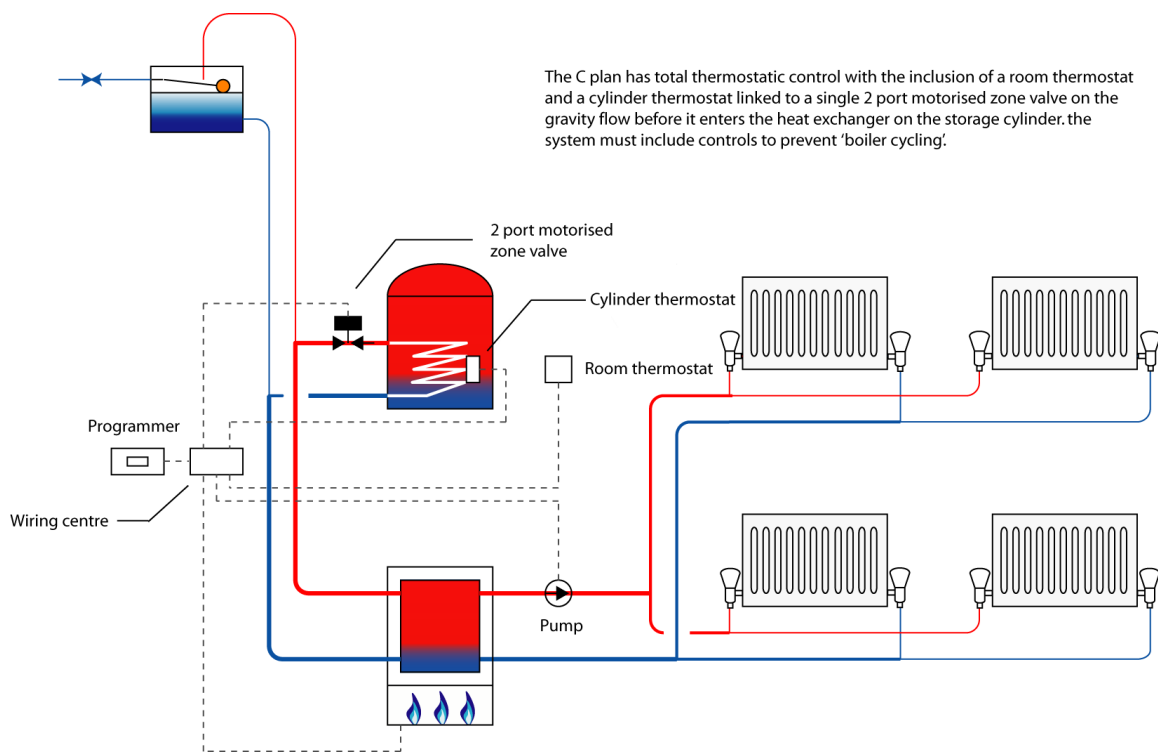 The C plan has total thermostatic control with the inclusion of a room thermostat
and a cylinder thermostat linked to a single 2 port motorised zone valve on the
gravity flow before it enters the heat exchanger on the storage cylinder. the
system must include controls to prevent ‘boiler cycling’.
2 port motorised
zone valve
Cylinder thermostat
Room thermostat
Programmer
Wiring centre
Pump